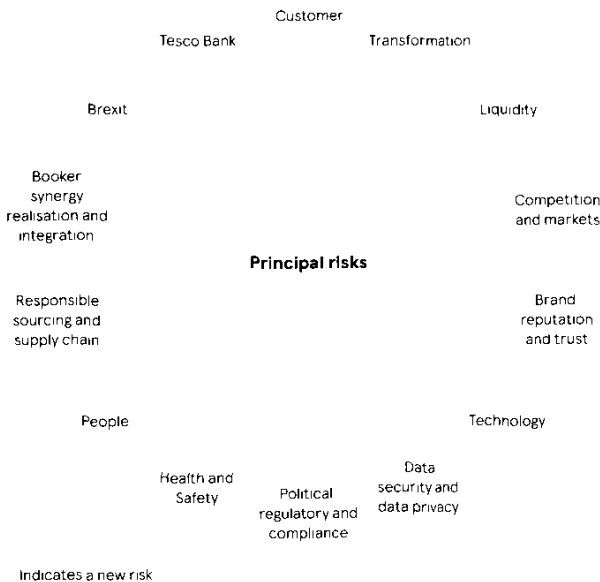 Customer
Tesco Bank
Transformation
Brexit
Liquidity
Booker
synergy
realisation and
integration
Competition
and markets
Principal risks
Responsible
sourcing and
supply chain
Brand
reputation
and trust
People
Technology
Health and
Safety
Political
regulatory and
compliance
Data
security and
data privacy
Indicates a new risk